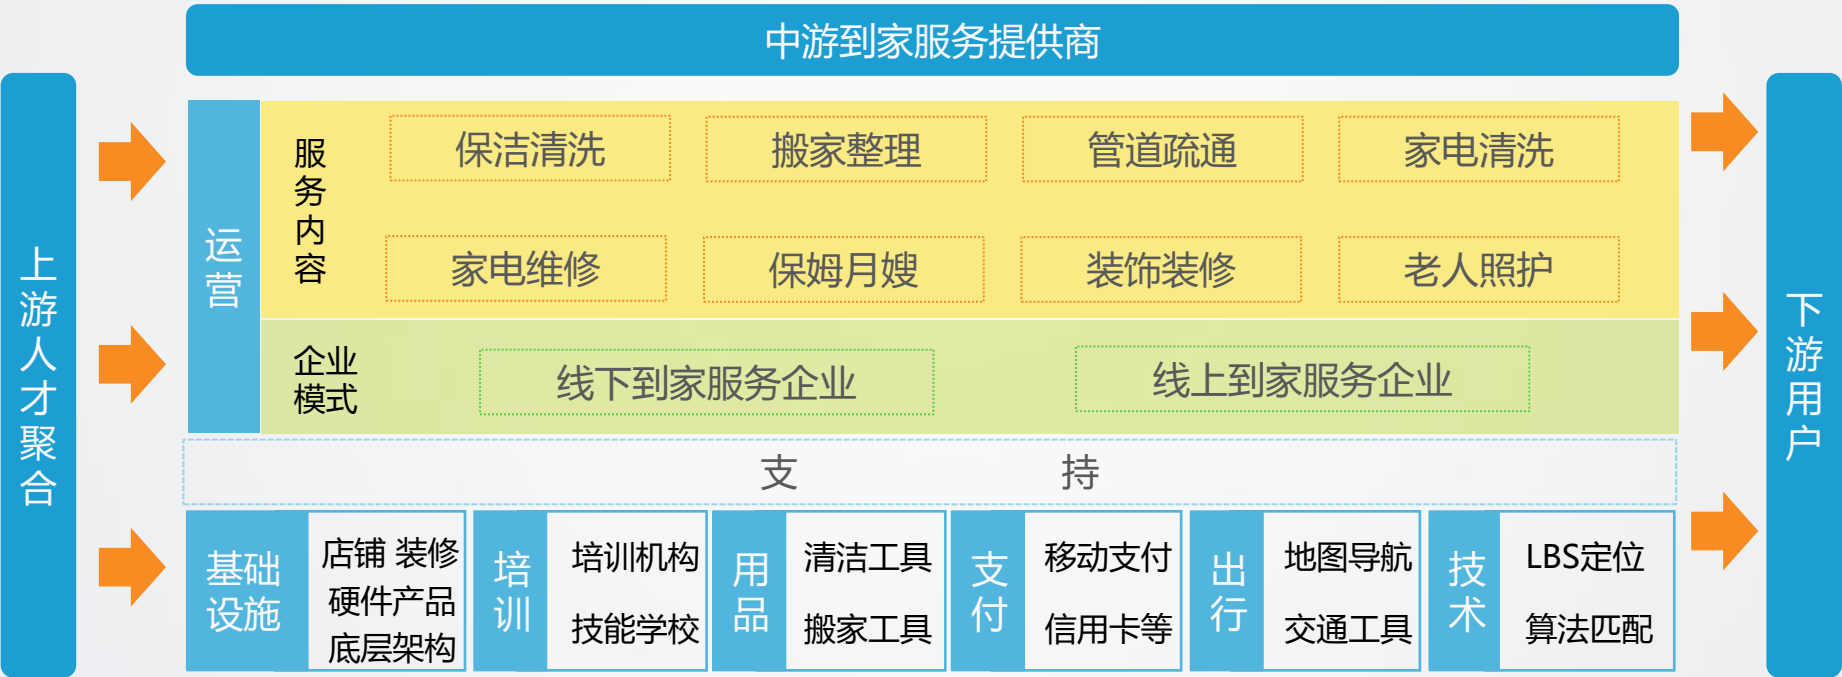 中游到家服务提供商
上游人才聚合
运营
服务内容
保洁清洗
搬家整理
管道疏通
家电清洗
家电维修
保姆月嫂
装饰装修
老人照护
企业
模式
线下到家服务企业
线上到家服务企业
支 持
基础
设施
店铺 装修
硬件产品
底层架构
培训
培训机构
技能学校
用品
清洁工具
搬家工具
支付
移动支付
信用卡等
出行
地图导航
交通工具
技术
LBS定位
算法匹配
下游用户